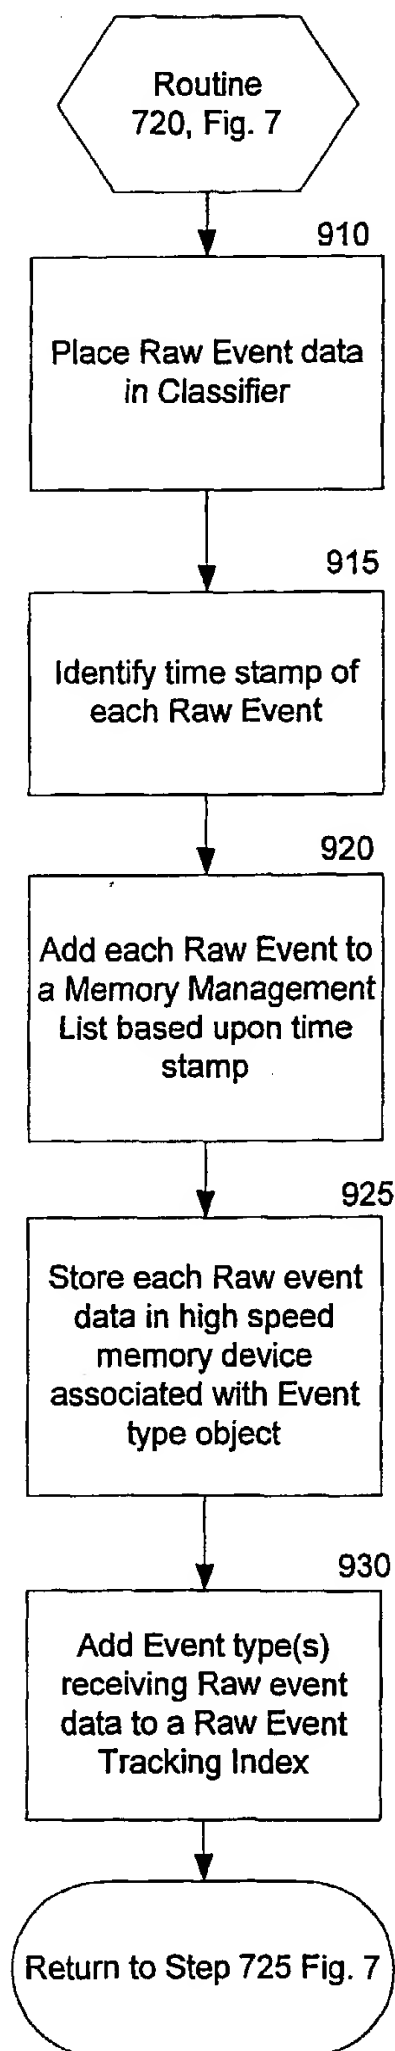 Routine
720, Fig. 7
910
Place Raw Event data
in Classifier
915
Identify time stamp of
each Raw Event
920
Add each Raw Event to
a Memory Management
List based upon time
stamp
925
Store each Raw event
data in high speed
memory device
associated with Event
type object
930
Add Event type(s)
receiving Raw event
data to a Raw Event
Tracking Index
Return to Step 725 Fig. 7